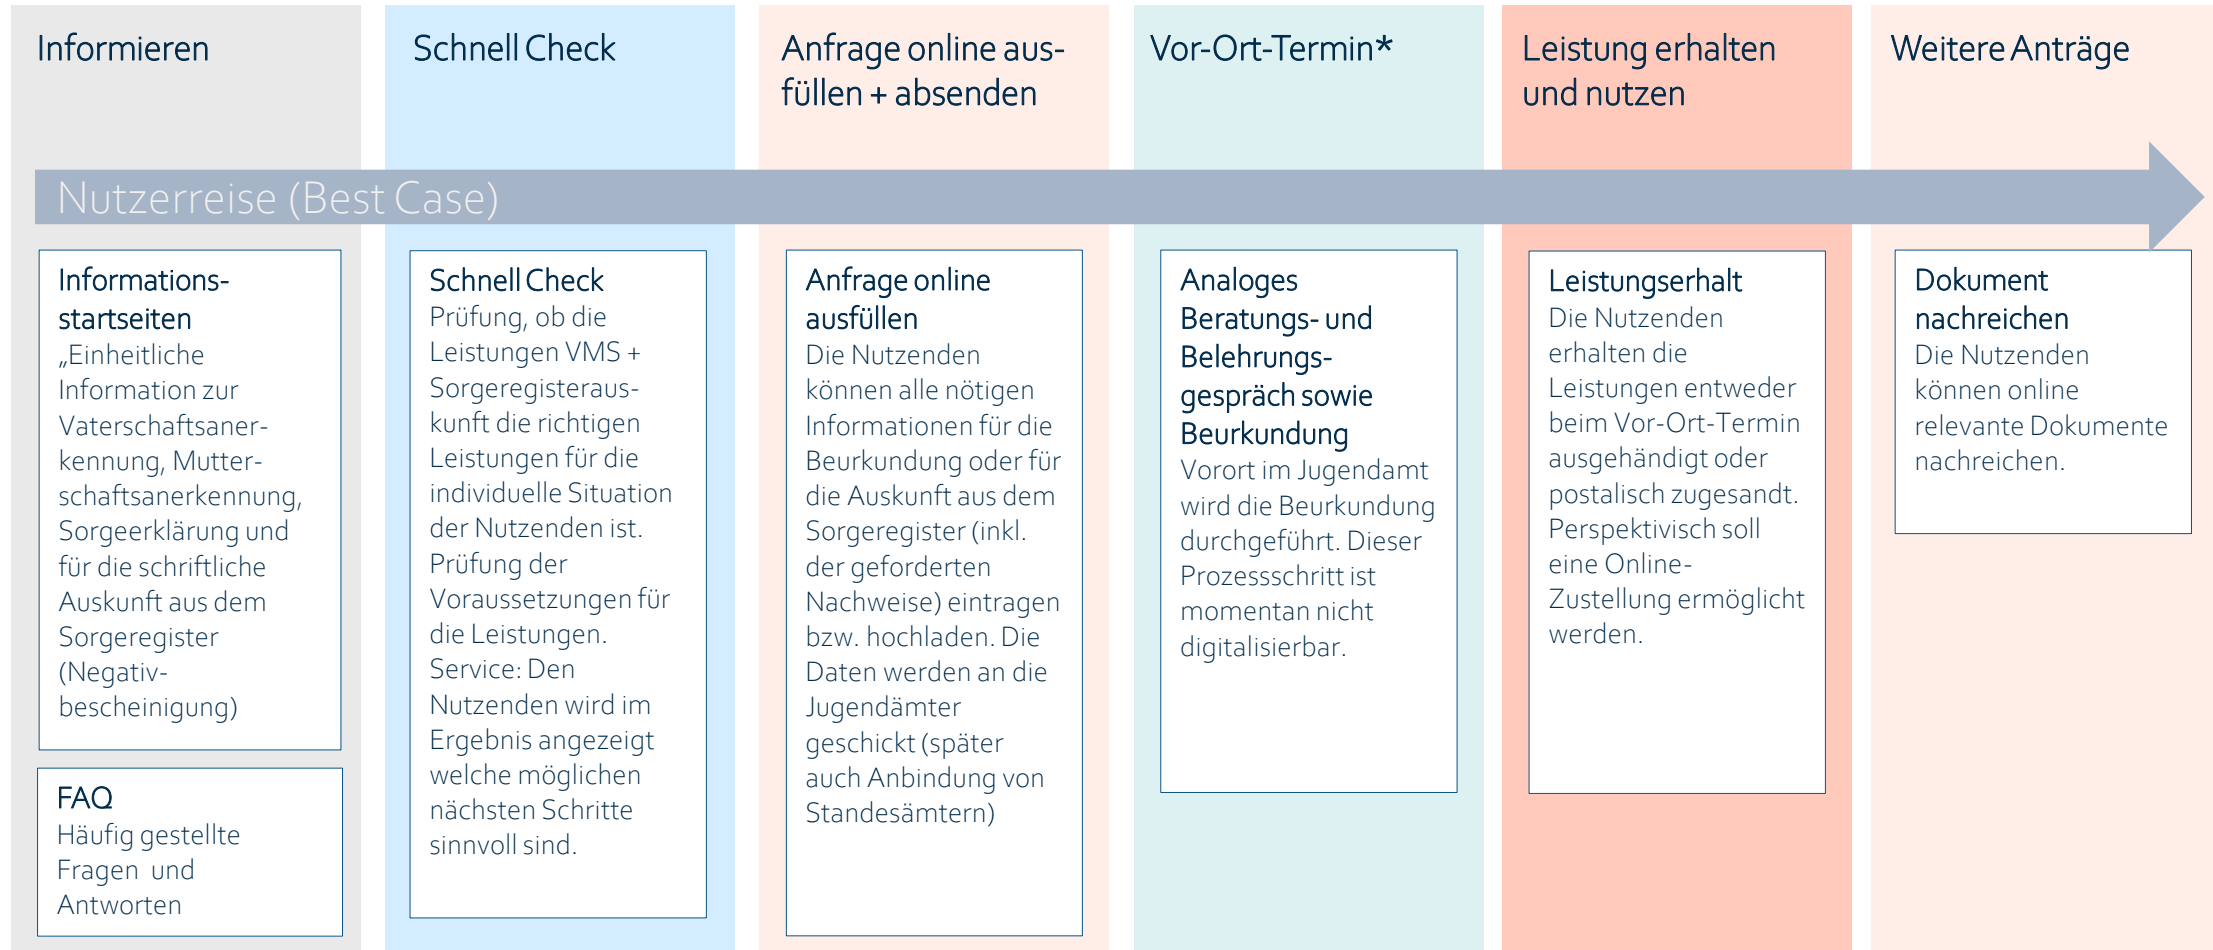 Informieren
Schnell Check
Anfrage online aus-
füllen + absenden
Vor-Ort-Termin*
Leistung erhalten
und nutzen
Weitere Anträge
Nutzerreise (Best Case)
Informations-
startseiten
„Einheitliche
Information zur
Vaterschaftsaner-
kennung, Mutter-
schaftsanerkennung,
Sorgeerklärung und
für die schriftliche
Auskunft aus dem
Sorgeregister
(Negativ-
bescheinigung)
FAQ
Häufig gestellte
Fragen und
Antworten
Schnell Check
Prüfung, ob die
Leistungen VMS +
Sorgeregisteraus-
kunft die richtigen
Leistungen für die
individuelle Situation
der Nutzenden ist.
Prüfung der
Voraussetzungen für
die Leistungen.
Service: Den
Nutzenden wird im
Ergebnis angezeigt
welche möglichen
nächsten Schritte
sinnvoll sind.
Anfrage online
ausfüllen
Die Nutzenden
können alle nötigen
Informationen für die
Beurkundung oder für
die Auskunft aus dem
Sorgeregister (inkl.
der geforderten
Nachweise) eintragen
bzw. hochladen. Die
Daten werden an die
Jugendämter
geschickt (später
auch Anbindung von
Standesämtern)
Analoges
Beratungs- und
Belehrungs-
gespräch sowie
Beurkundung
Vorort im Jugendamt
wird die Beurkundung
durchgeführt. Dieser
Prozessschritt ist
momentan nicht
digitalisierbar.
Leistungserhalt
Die Nutzenden
erhalten die
Leistungen entweder
beim Vor-Ort-Termin
ausgehändigt oder
postalisch zugesandt.
Perspektivisch soll
eine Online-
Zustellung ermöglicht
werden.
Dokument
nachreichen
Die Nutzenden
können online
relevante Dokumente
nachreichen.